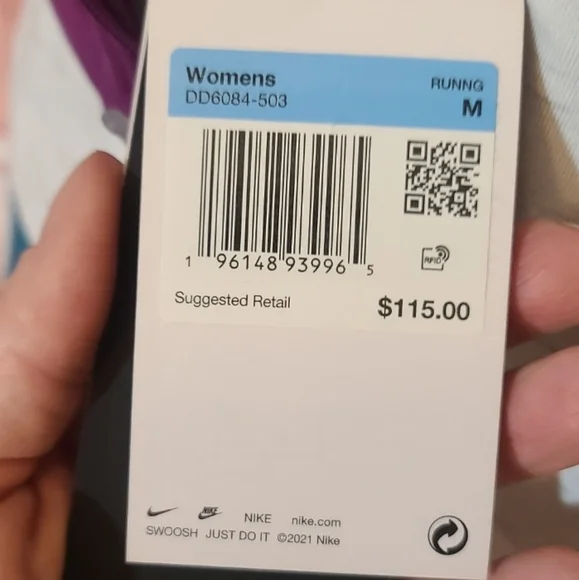 Womens RUNNG
DD6084-503 M
RFID
1 96148 93996 5
Suggested Retail $115.00
NIKE
NIKE nike.com
SWOOSH JUST DO IT ©2021 Nike